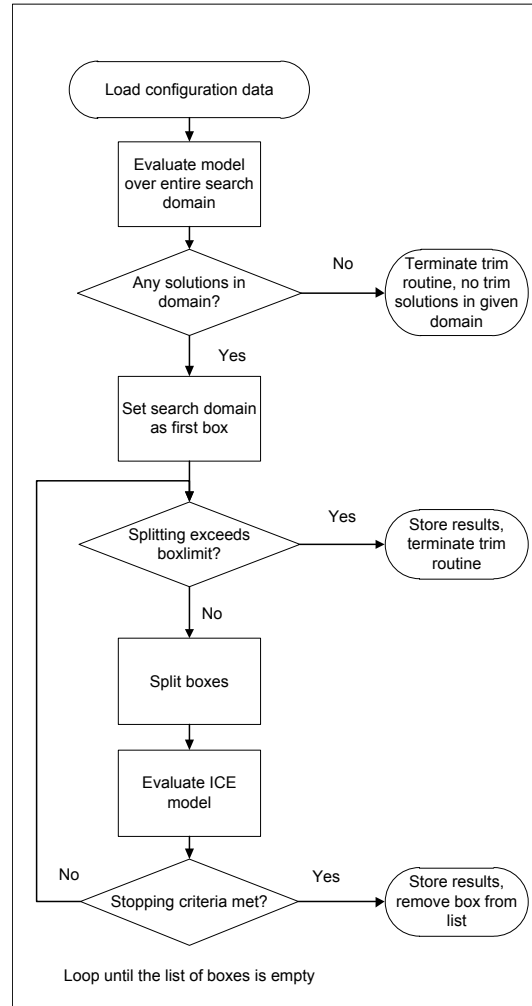 Load configuration data
Evaluate model
over entire search
domain
Any solutions in
domain?
No
Terminate trim
routine, no trim
solutions in given
domain
Yes
Set search domain
as first box
Splitting exceeds
boxlimit?
Yes
Store results,
terminate trim
routine
No
Split boxes
Evaluate ICE
model
No
Stopping criteria met?
Yes
Store results,
remove box from
list
Loop until the list of boxes is empty